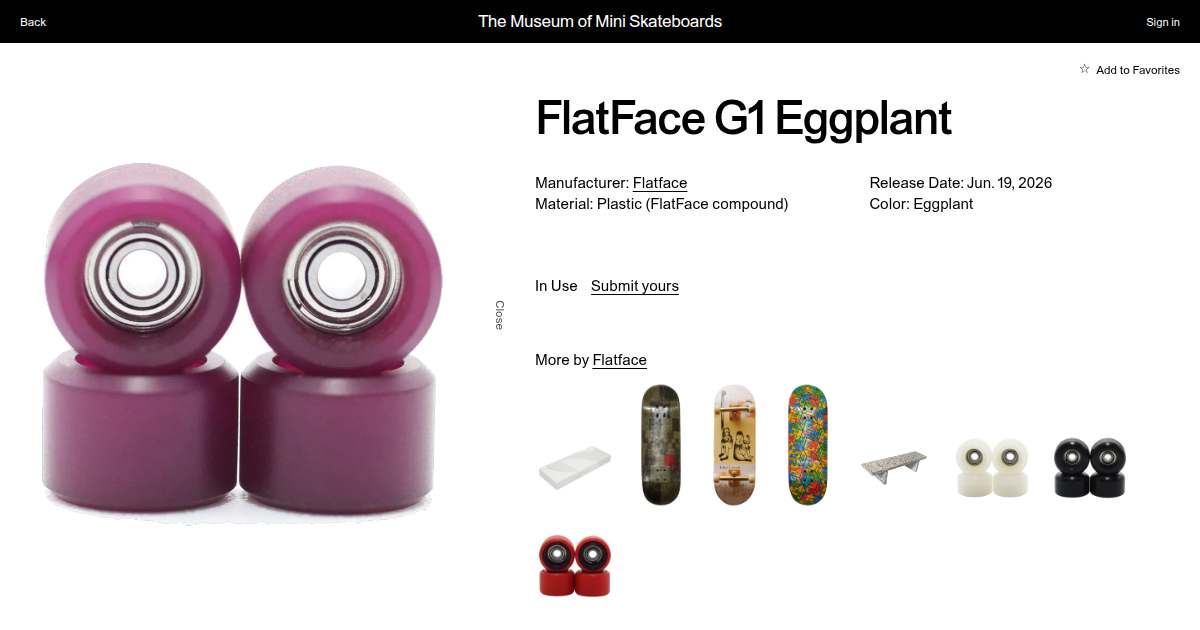 Back
The Museum of Mini Skateboards
Sign in
☆ Add to Favorites
FlatFace G1 Eggplant
Manufacturer: Flatface
Release Date: Jun. 19, 2026
Material: Plastic (FlatFace compound)
Color: Eggplant
Close
In Use Submit yours
More by Flatface